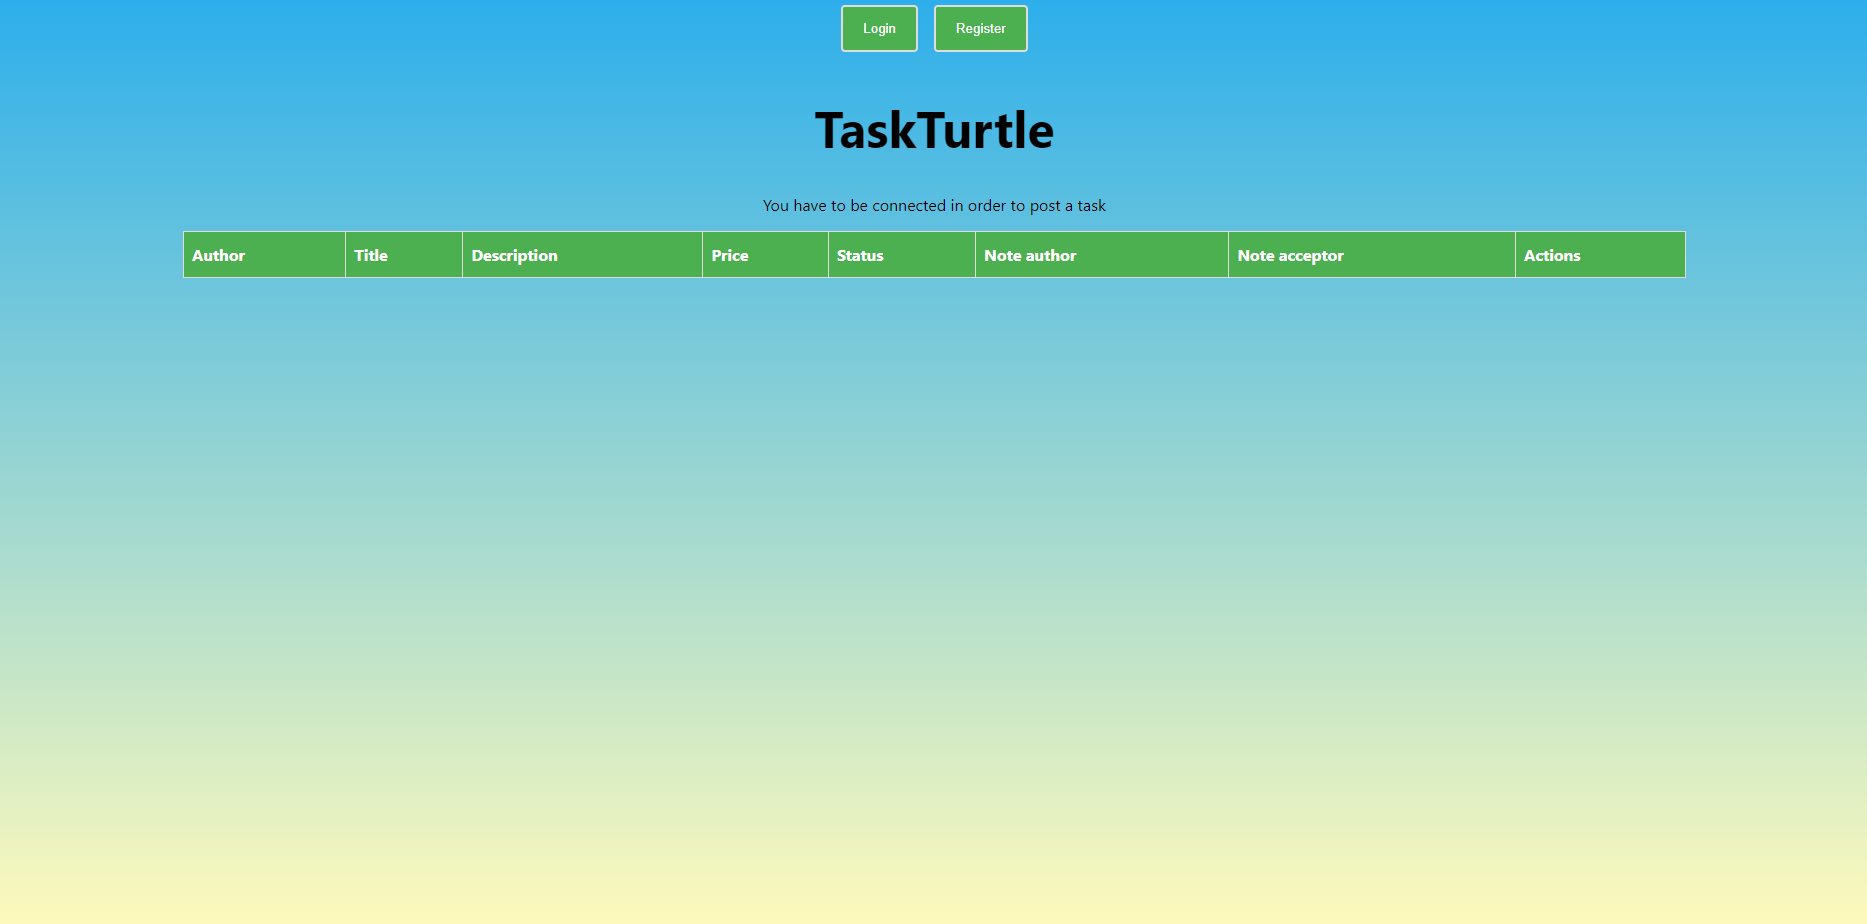 Login Register
TaskTurtle
You have to be connected in order to post a task
Author Title Description Price Status Note author Note acceptor Actions